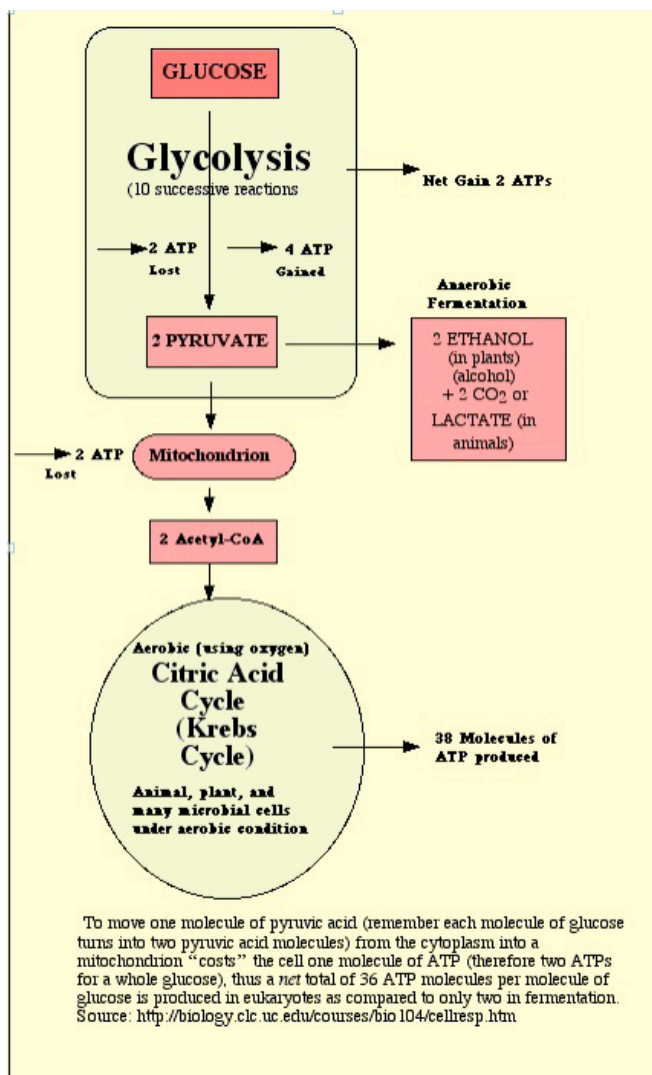 GLUCOSE
Glycolysis
(10 successive reactions
Net Gain 2 ATPs
2 ATP
Lost
4 ATP
Gained
2 PYRUVATE
Anaerobic
Fermentation
2 ETHANOL
(in plants)
(alcohol)
+ 2 CO2 or
LACTATE (in
animals)
2 ATP
Lost
Mitochondrion
2 Acetyl-CoA
Aerobic (using oxygen)
Citric Acid
Cycle
(Krebs
Cycle)
Animal, plant, and
many microbial cells
under aerobic condition
38 Molecules of
ATP produced
To move one molecule of pyruvic acid (remember each molecule of glucose
turns into two pyruvic acid molecules) from the cytoplasm into a
mitochondrion “costs” the cell one molecule of ATP (therefore two ATPs
for a whole glucose), thus a net total of 36 ATP molecules per molecule of
glucose is produced in eukaryotes as compared to only two in fermentation.
Source: http://biology.clc.uc.edu/courses/bio104/cellresp.htm